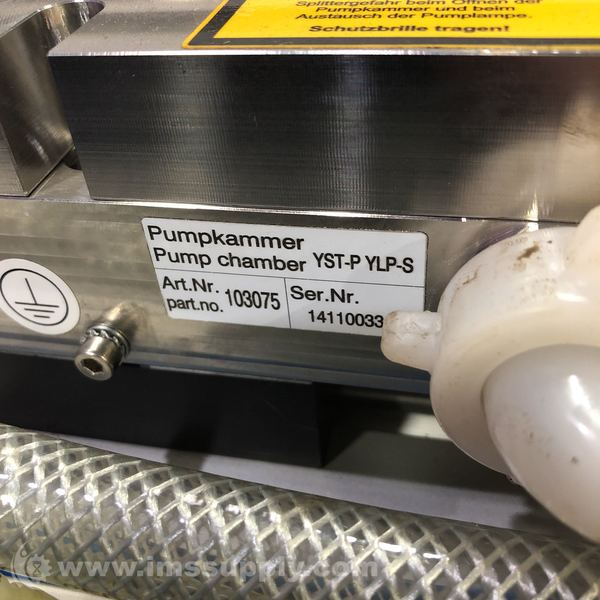 Splittergefahr beim Öffnen der
Pumpkammer und beim
Austausch der Pumplampe.
Schutzbrille tragen!
Pumpkammer
Pump chamber YST-P YLP-S
Art.Nr.
part.no. 103075
Ser.Nr.
14110033
www.imssupply.com